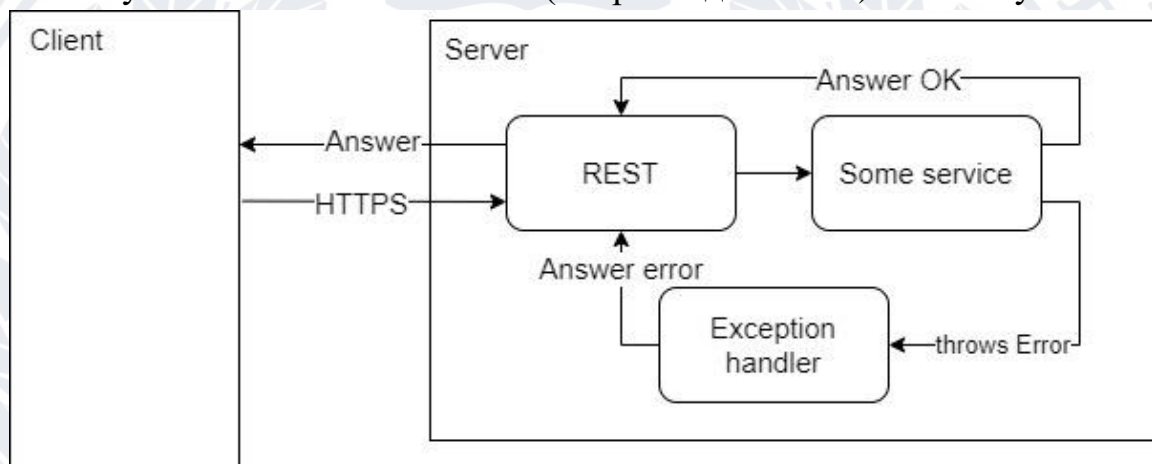 Client
Server
Answer OK
Answer
REST
Some service
HTTPS
Answer error
Exception
handler
throws Error